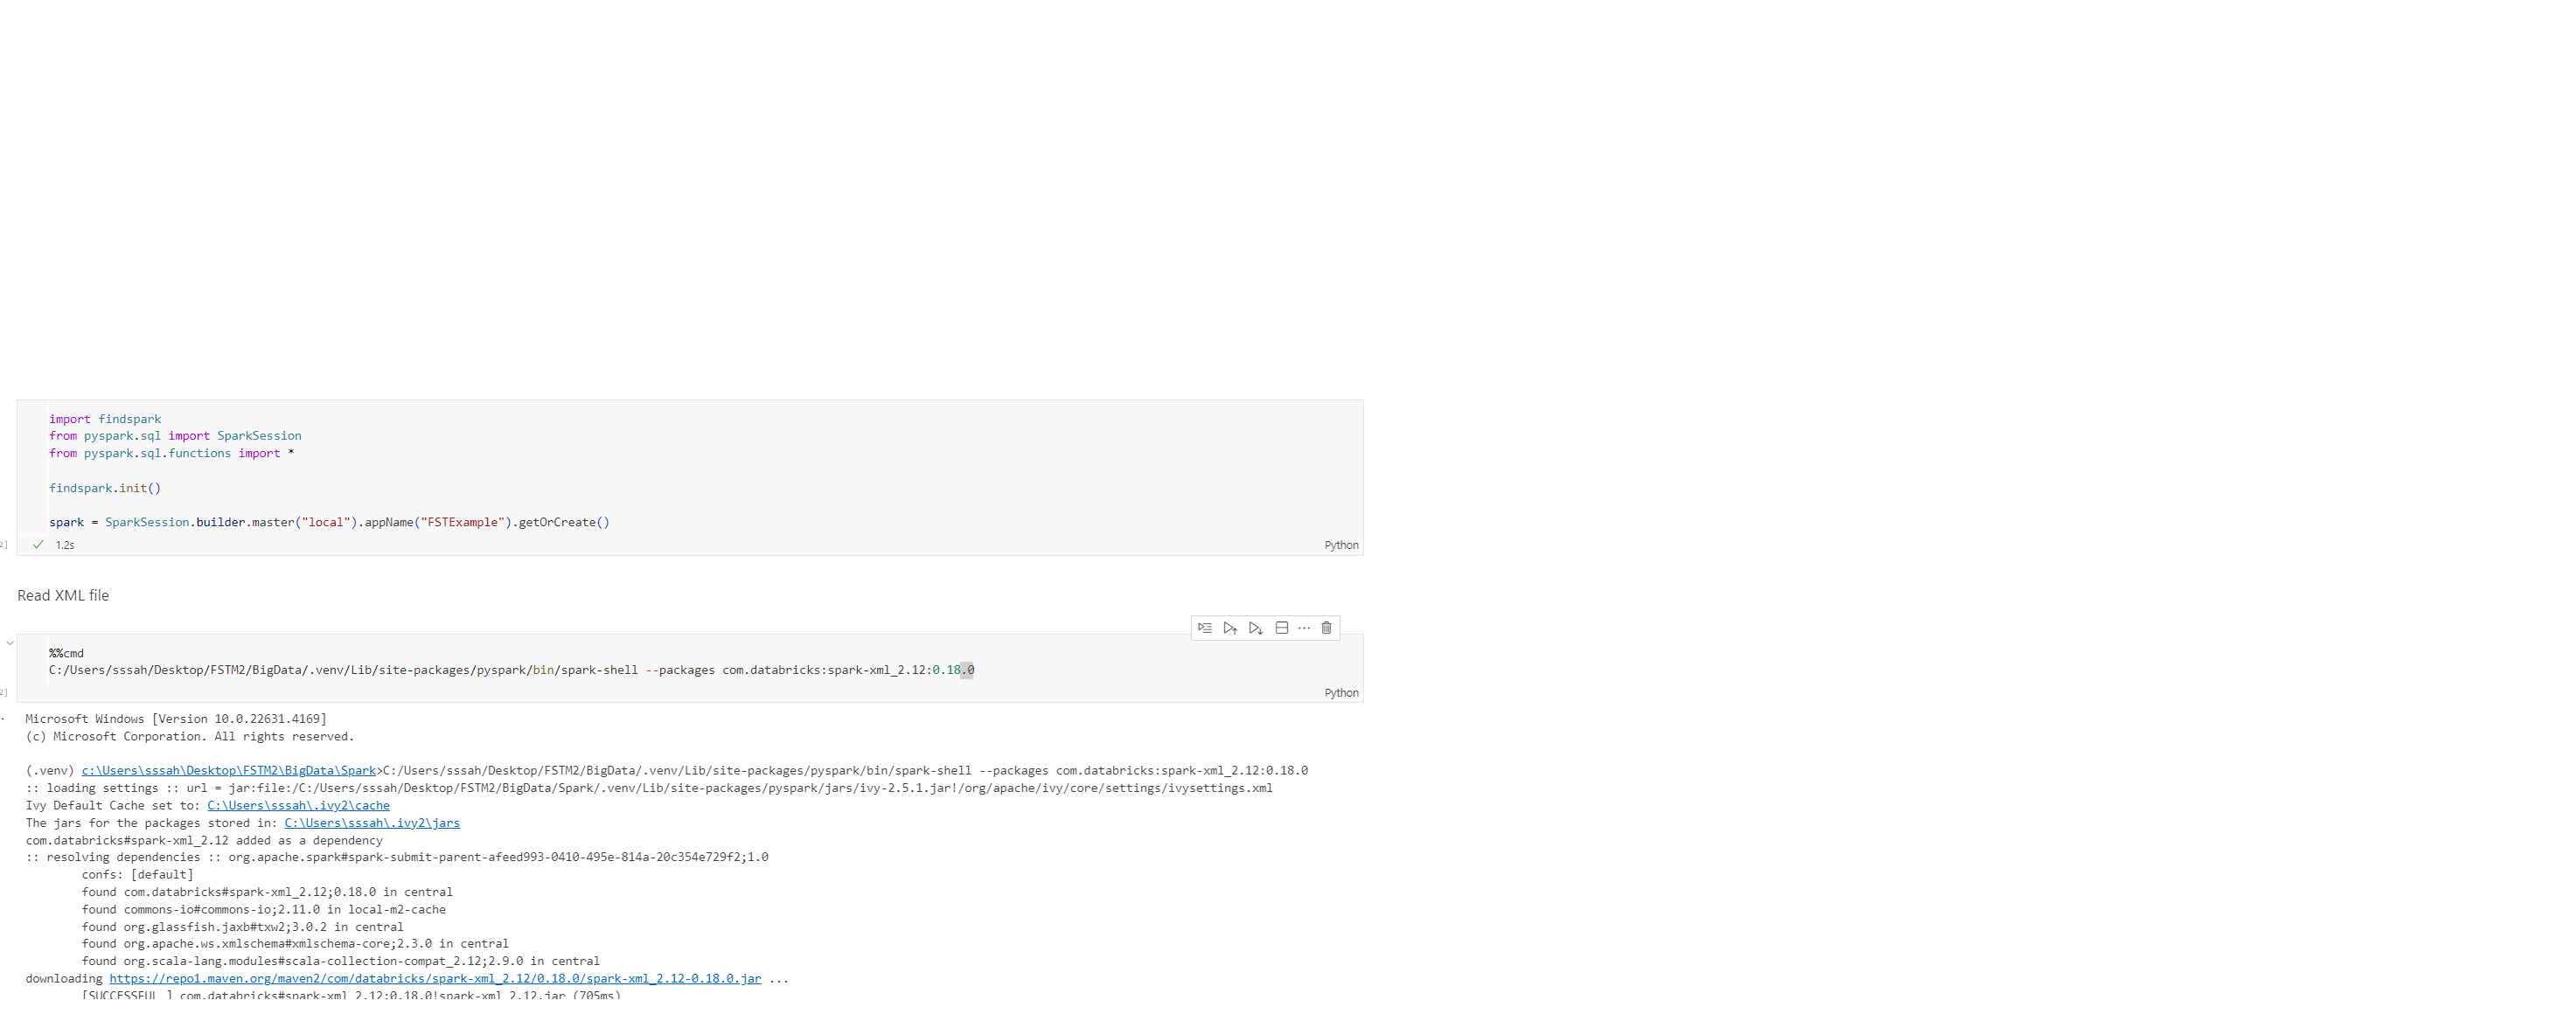 import findspark
from pyspark.sql import SparkSession
from pyspark.sql.functions import *
findspark.init()
spark = SparkSession.builder.master("local").appName("FSTExample").getOrCreate()
2]
1.2s
Python
Read XML file
%%cmd
C:/Users/sssah/Desktop/FSTM2/BigData/.venv/Lib/site-packages/pyspark/bin/spark-shell --packages com.databricks:spark-xml_2.12:0.18.0
2]
Python
Microsoft Windows [Version 10.0.22631.4169]
(c) Microsoft Corporation. All rights reserved.
(.venv) c:\Users\sssah\Desktop\FSTM2\BigData\Spark>C:/Users/sssah/Desktop/FSTM2/BigData/.venv/Lib/site-packages/pyspark/bin/spark-shell --packages com.databricks:spark-xml_2.12:0.18.0
:: loading settings :: url = jar:file:/C:/Users/sssah/Desktop/FSTM2/BigData/Spark/.venv/Lib/site-packages/pyspark/jars/ivy-2.5.1.jar!/org/apache/ivy/core/settings/ivysettings.xml
Ivy Default Cache set to: C:\Users\sssah\.ivy2\cache
The jars for the packages stored in: C:\Users\sssah\.ivy2\jars
com.databricks#spark-xml_2.12 added as a dependency
:: resolving dependencies :: org.apache.spark#spark-submit-parent-afeed993-0410-495e-814a-20c354e729f2;1.0
confs: [default]
found com.databricks#spark-xml_2.12;0.18.0 in central
found commons-io#commons-io;2.11.0 in local-m2-cache
found org.glassfish.jaxb#txw2;3.0.2 in central
found org.apache.ws.xmlschema#xmlschema-core;2.3.0 in central
found org.scala-lang.modules#scala-collection-compat_2.12;2.9.0 in central
downloading https://repo1.maven.org/maven2/com/databricks/spark-xml_2.12/0.18.0/spark-xml_2.12-0.18.0.jar ...
[SUCCESSFUL ] com.databricks#spark-xml_2.12;0.18.0!spark-xml_2.12.jar (705ms)